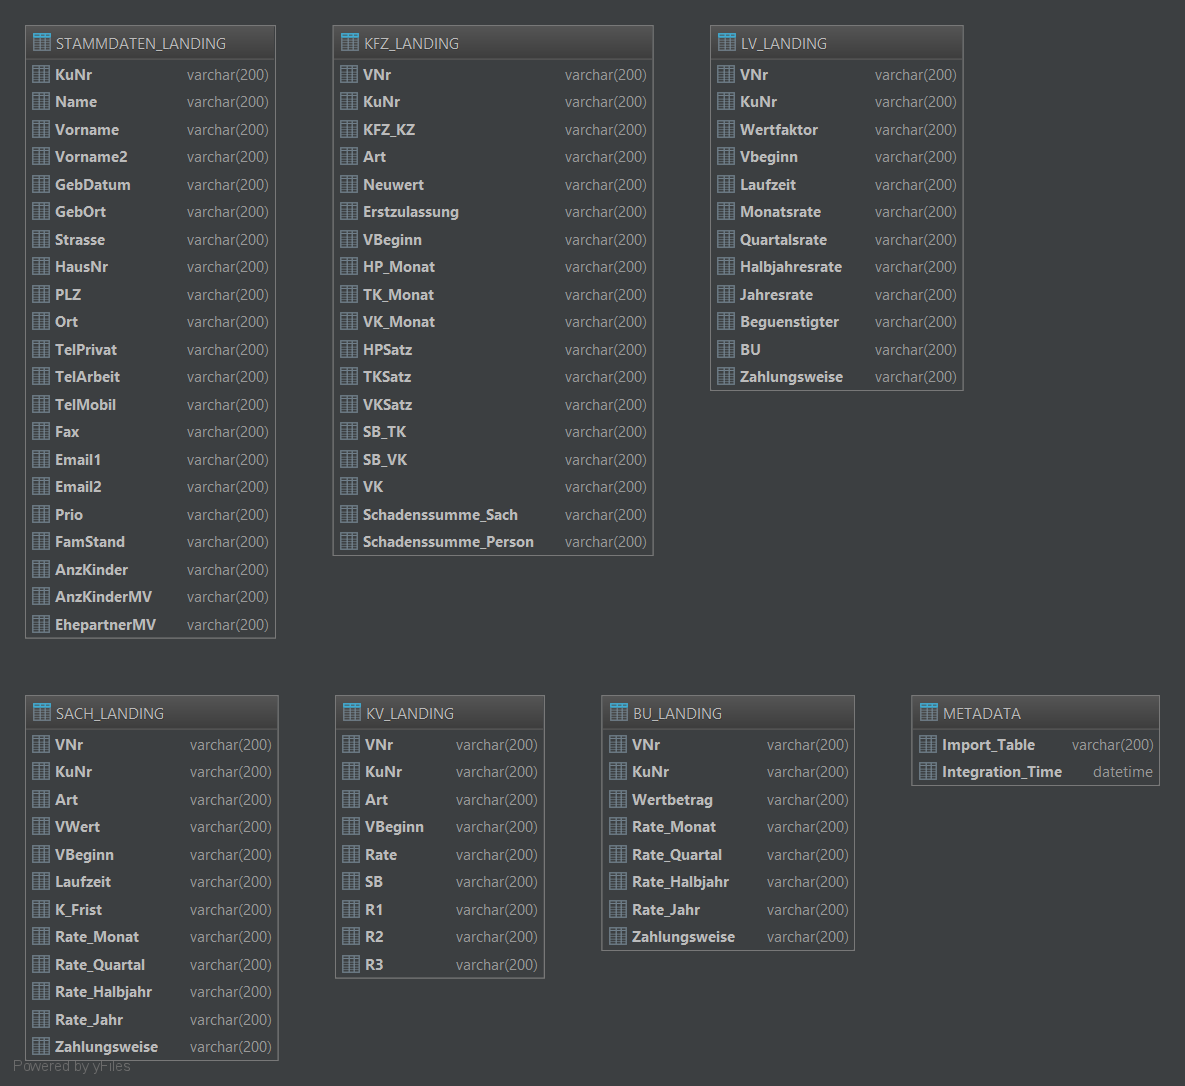 STAMMDATEN_LANDING
KuNr varchar(200)
Name varchar(200)
Vorname varchar(200)
Vorname2 varchar(200)
GebDatum varchar(200)
GebOrt varchar(200)
Strasse varchar(200)
HausNr varchar(200)
PLZ varchar(200)
Ort varchar(200)
TelPrivat varchar(200)
TelArbeit varchar(200)
TelMobil varchar(200)
Fax varchar(200)
Email1 varchar(200)
Email2 varchar(200)
Prio varchar(200)
FamStand varchar(200)
AnzKinder varchar(200)
AnzKinderMV varchar(200)
EhepartnerMV varchar(200)
KFZ_LANDING
VNr varchar(200)
KuNr varchar(200)
KFZ_KZ varchar(200)
Art varchar(200)
Neuwert varchar(200)
Erstzulassung varchar(200)
VBeginn varchar(200)
HP_Monat varchar(200)
TK_Monat varchar(200)
VK_Monat varchar(200)
HPSatz varchar(200)
TKSatz varchar(200)
VKSatz varchar(200)
SB_TK varchar(200)
SB_VK varchar(200)
VK varchar(200)
Schadenssumme_Sach varchar(200)
Schadenssumme_Person varchar(200)
LV_LANDING
VNr varchar(200)
KuNr varchar(200)
Wertfaktor varchar(200)
Vbeginn varchar(200)
Laufzeit varchar(200)
Monatsrate varchar(200)
Quartalsrate varchar(200)
Halbjahresrate varchar(200)
Jahresrate varchar(200)
Beguenstigter varchar(200)
BU varchar(200)
Zahlungsweise varchar(200)
SACH_LANDING
VNr varchar(200)
KuNr varchar(200)
Art varchar(200)
VWert varchar(200)
VBeginn varchar(200)
Laufzeit varchar(200)
K_Frist varchar(200)
Rate_Monat varchar(200)
Rate_Quartal varchar(200)
Rate_Halbjahr varchar(200)
Rate_Jahr varchar(200)
Zahlungsweise varchar(200)
KV_LANDING
VNr varchar(200)
KuNr varchar(200)
Art varchar(200)
VBeginn varchar(200)
Rate varchar(200)
SB varchar(200)
R1 varchar(200)
R2 varchar(200)
R3 varchar(200)
BU_LANDING
VNr varchar(200)
KuNr varchar(200)
Wertbetrag varchar(200)
Rate_Monat varchar(200)
Rate_Quartal varchar(200)
Rate_Halbjahr varchar(200)
Rate_Jahr varchar(200)
Zahlungsweise varchar(200)
METADATA
Import_Table varchar(200)
Integration_Time datetime
Powered by yFiles